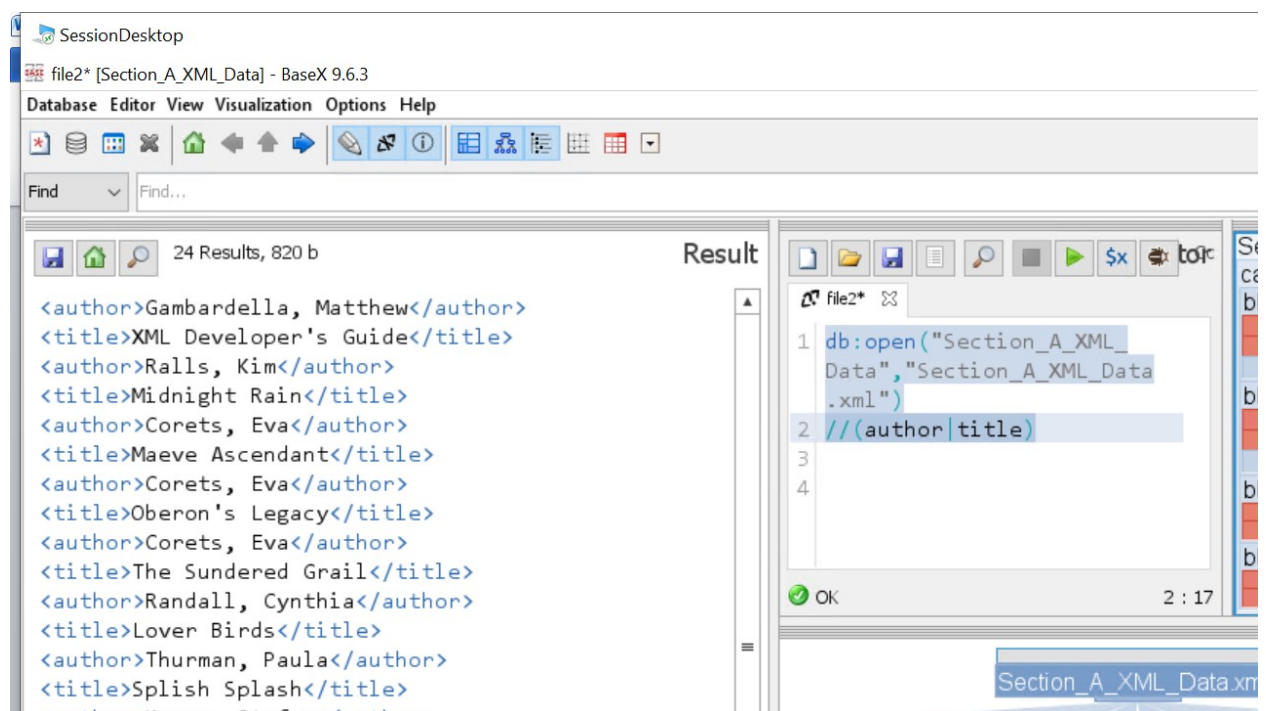 SessionDesktop
file2* [Section_A_XML_Data] - BaseX 9.6.3
Database Editor View Visualization Options Help
Find
Find...
24 Results, 820 b
Result
<author>Gambardella, Matthew</author>
<title>XML Developer's Guide</title>
<author>Ralls, Kim</author>
<title>Midnight Rain</title>
<author>Corets, Eva</author>
<title>Maeve Ascendant</title>
<author>Corets, Eva</author>
<title>Oberon's Legacy</title>
<author>Corets, Eva</author>
<title>The Sundered Grail</title>
<author>Randall, Cynthia</author>
<title>Lover Birds</title>
<author>Thurman, Paula</author>
<title>Splish Splash</title>
$x
file2*
1 db:open("Section_A_XML_
Data","Section_A_XML_Data
.xml")
2 //(author|title)
3
4
OK
2 : 17
Section_A_XML_Data.xm